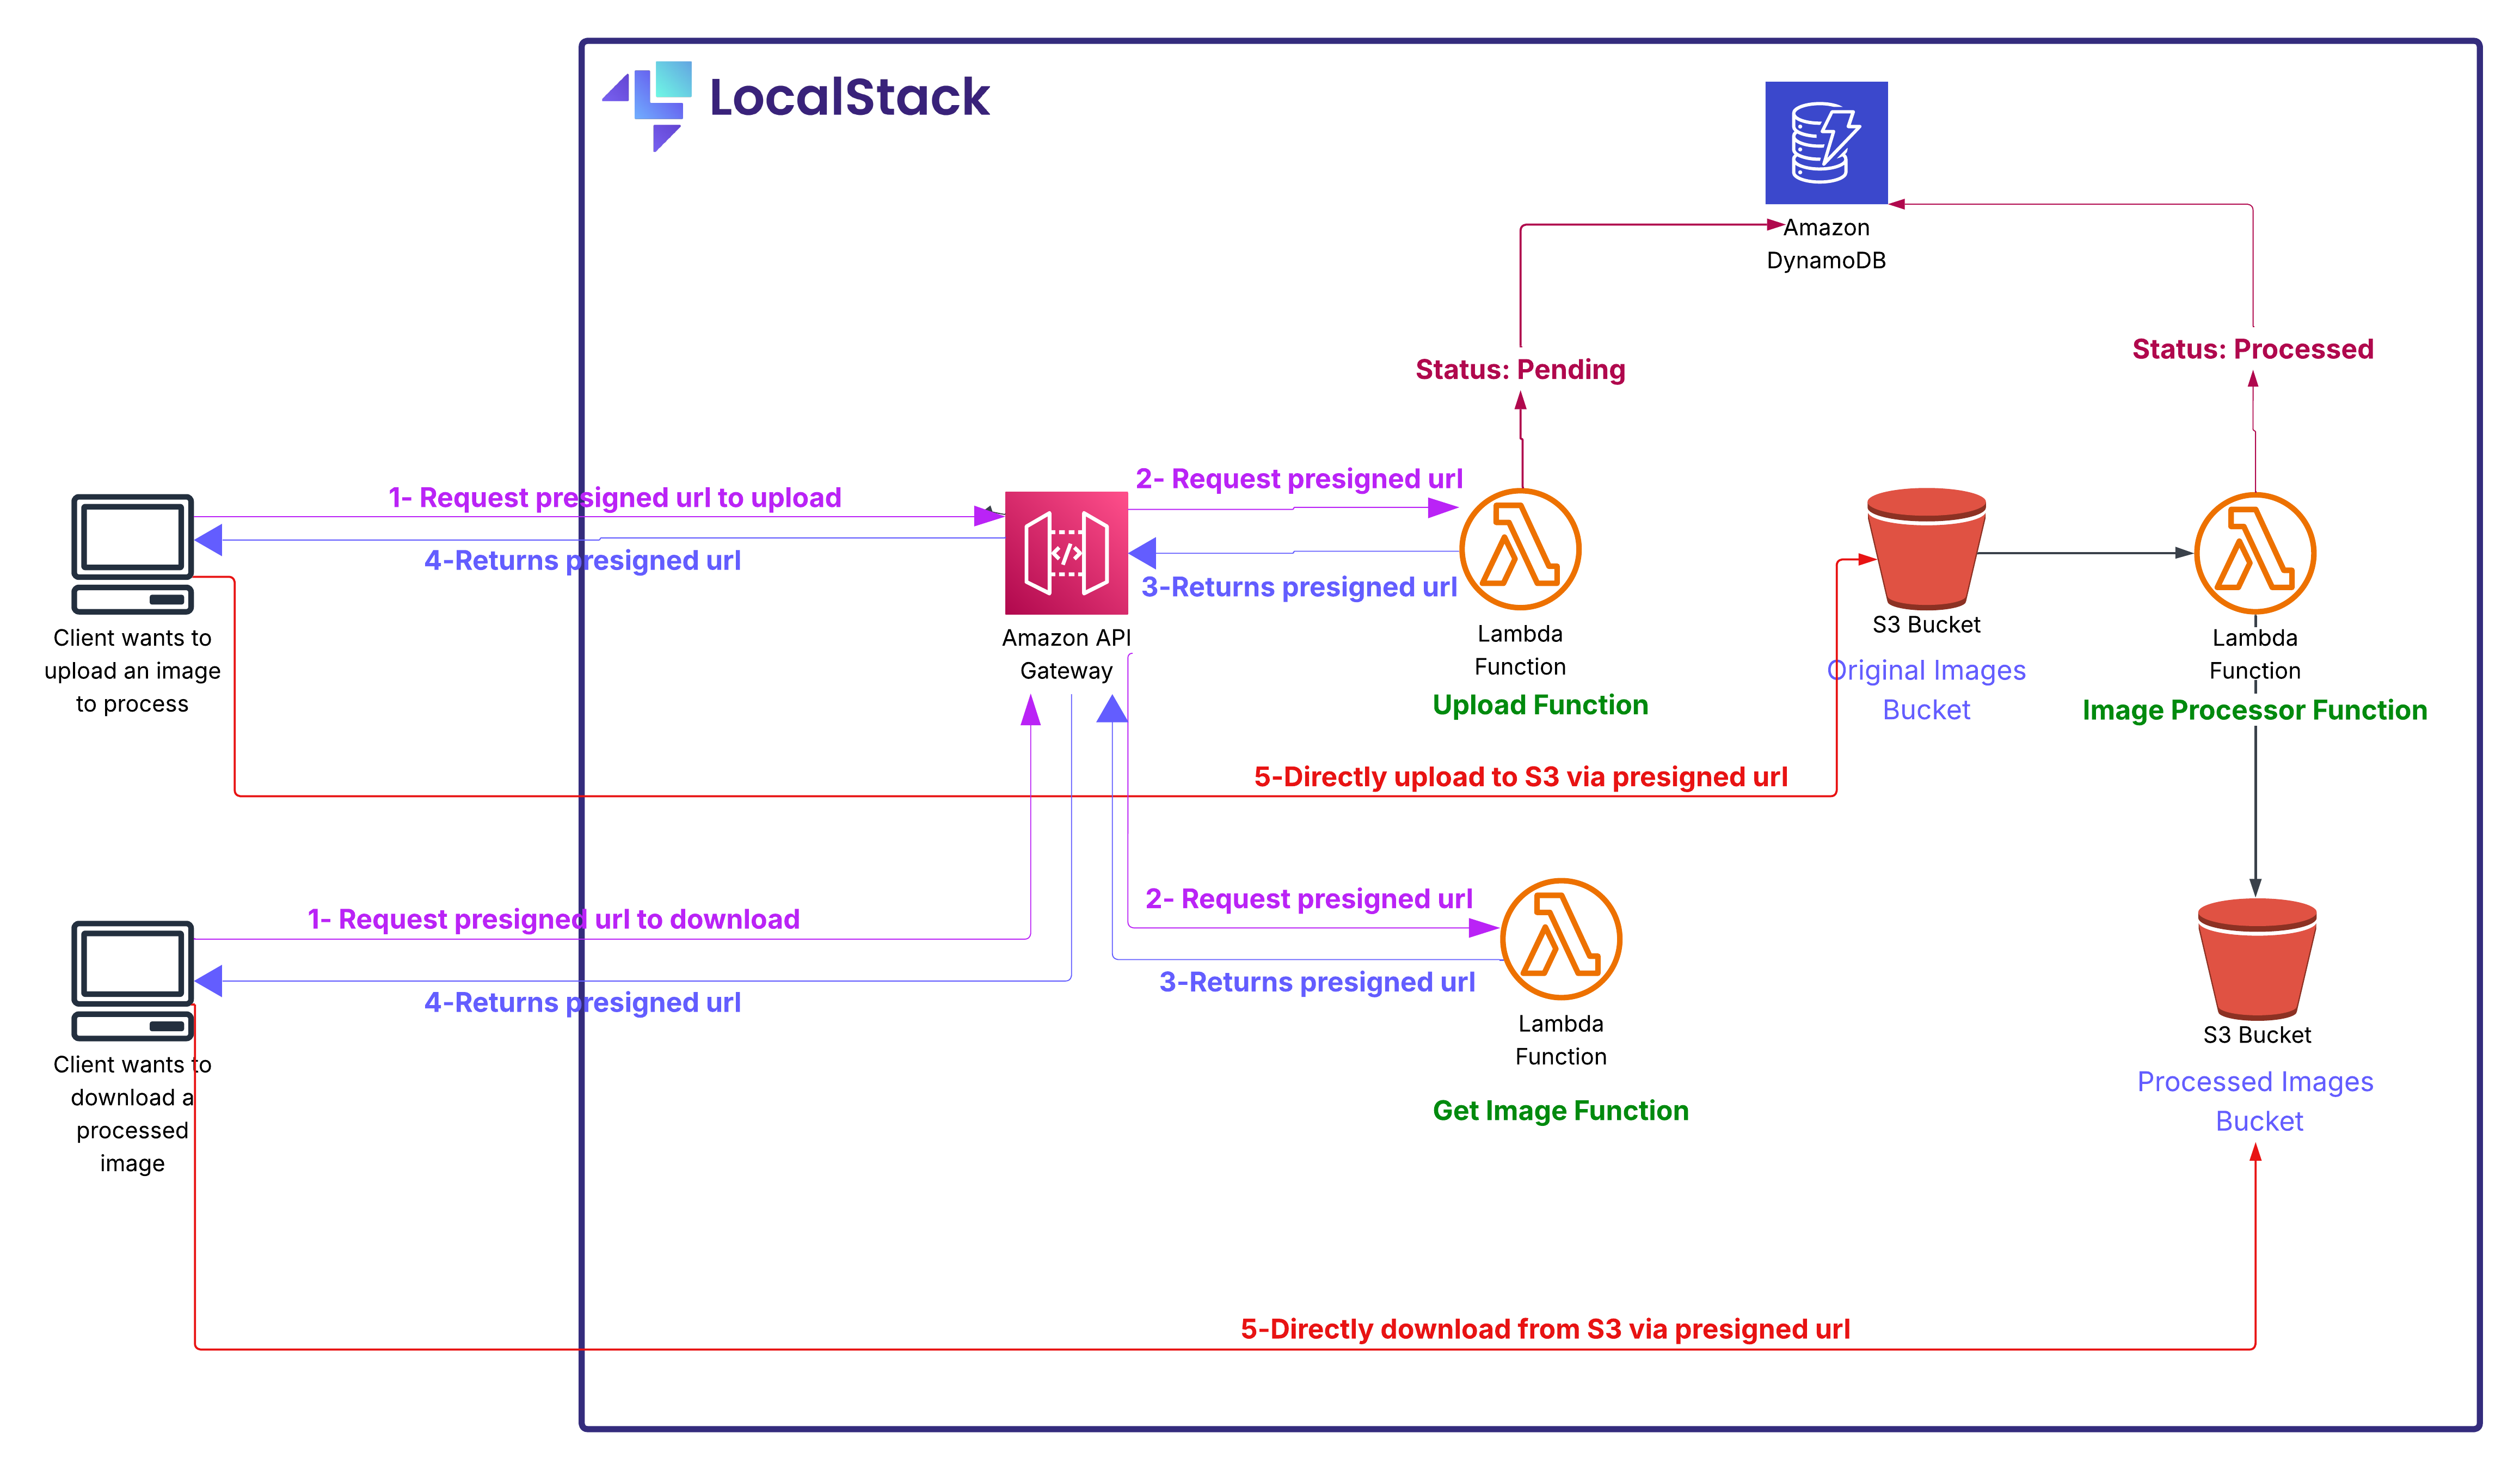 LocalStack
Amazon
DynamoDB
Status: Processed
Status: Pending
2- Request presigned url
1- Request presigned url to upload
4-Returns presigned url
3-Returns presigned url
Client wants to
upload an image
to process
Amazon API
Gateway
Lambda
Function
Upload Function
S3 Bucket
Original Images
Bucket
Lambda
Function
Image Processor Function
5-Directly upload to S3 via presigned url
1- Request presigned url to download
2- Request presigned url
3-Returns presigned url
4-Returns presigned url
Client wants to
download a
processed
image
Lambda
Function
Get Image Function
S3 Bucket
Processed Images
Bucket
5-Directly download from S3 via presigned url